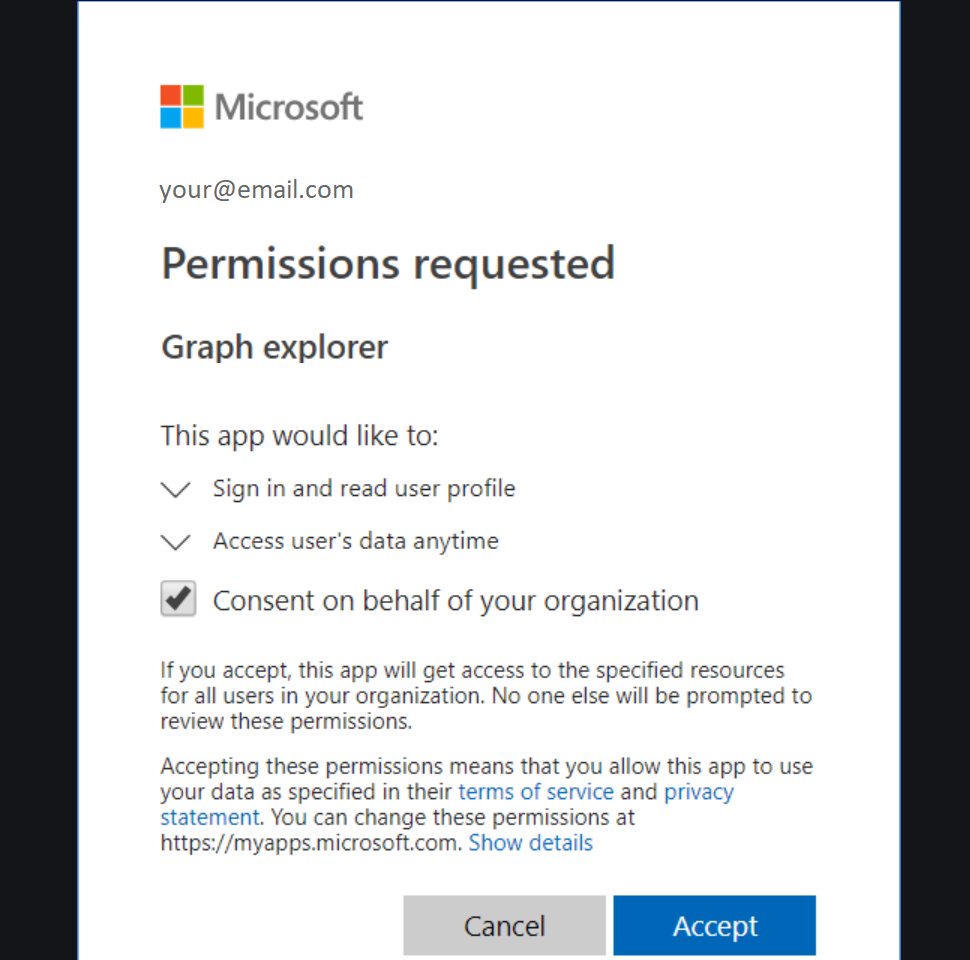 Microsoft
your@email.com
Permissions requested
Graph explorer
This app would like to:
Sign in and read user profile
Access user's data anytime
Consent on behalf of your organization
If you accept, this app will get access to the specified resources
for all users in your organization. No one else will be prompted to
review these permissions.
Accepting these permissions means that you allow this app to use
your data as specified in their terms of service and privacy
statement. You can change these permissions at
https://myapps.microsoft.com. Show details
Cancel Accept